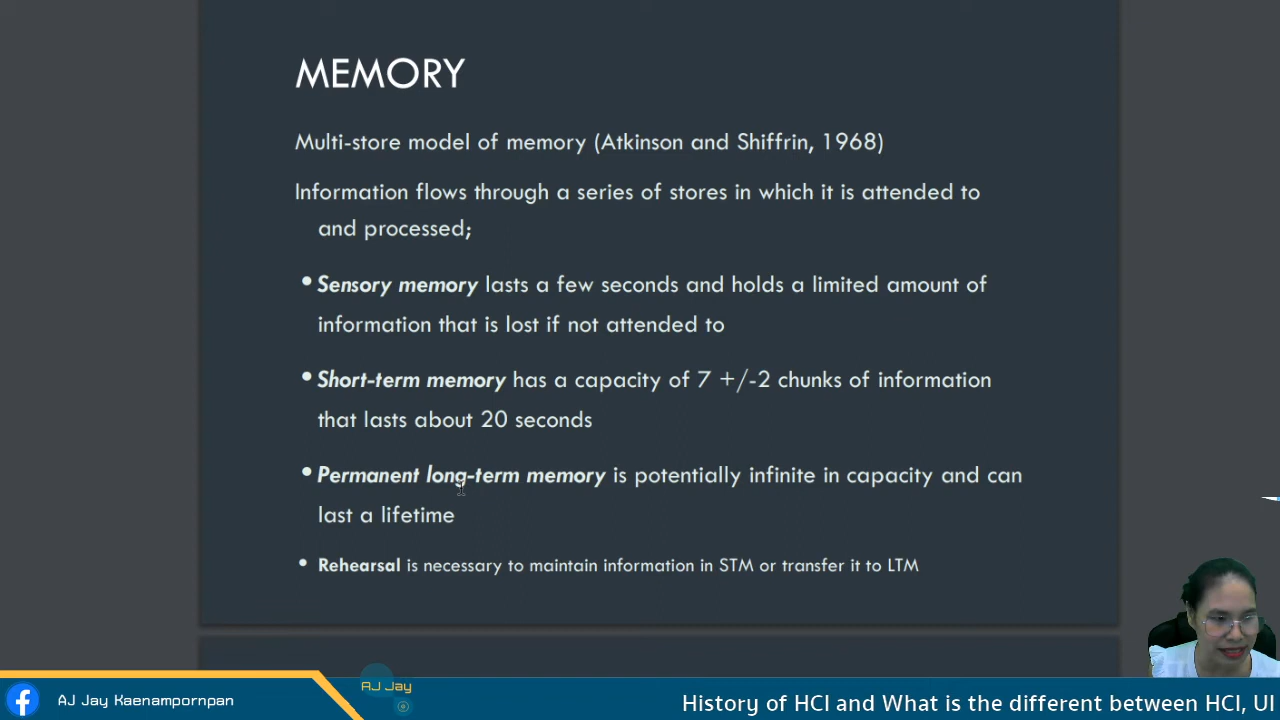 MEMORY
Multi-store model of memory (Atkinson and Shiffrin, 1968)
Information flows through a series of stores in which it is attended to
and processed;
• Sensory memory lasts a few seconds and holds a limited amount of
information that is lost if not attended to
• Short-term memory has a capacity of 7 +/-2 chunks of information
that lasts about 20 seconds
• Permanent long-term memory is potentially infinite in capacity and can
last a lifetime
• Rehearsal is necessary to maintain information in STM or transfer it to LTM
AJ Jay
AJ Jay Kaenampornpan
History of HCI and What is the different between HCI, UI